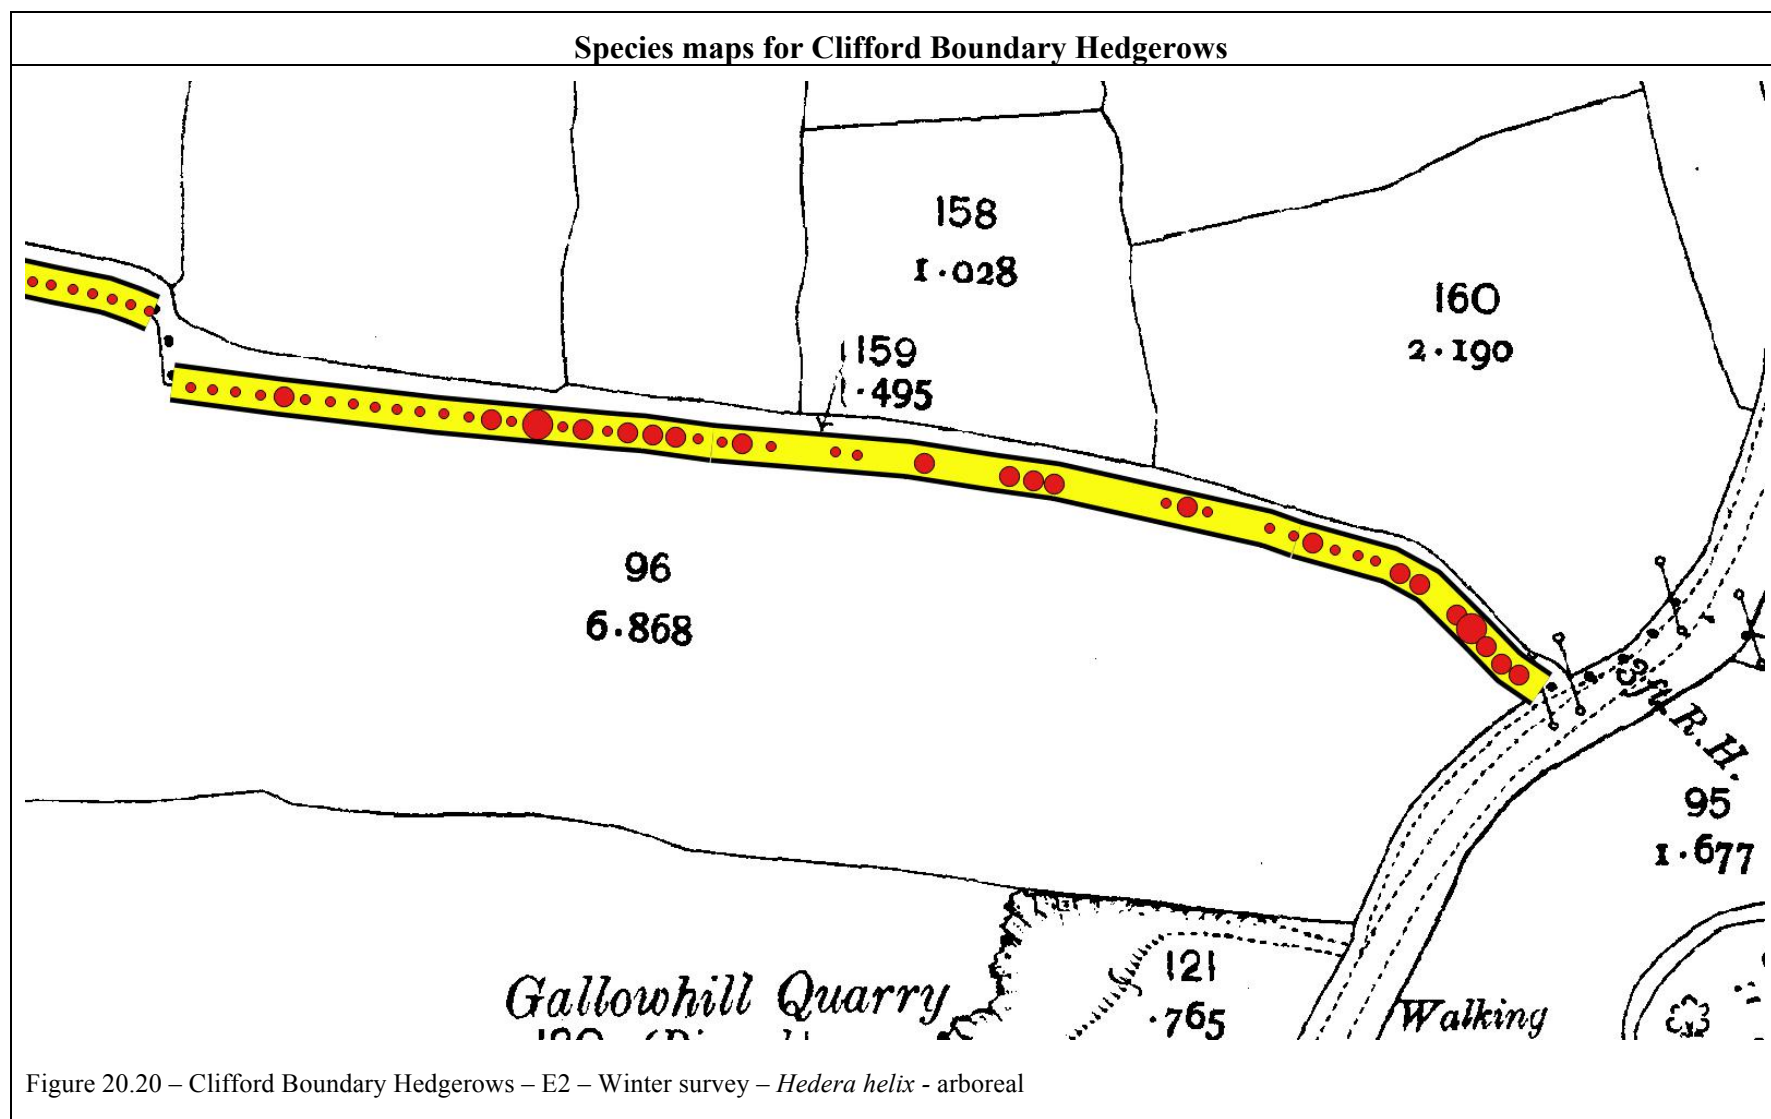 Species maps for Clifford Boundary Hedgerows
158
1·028
160
2·190
159
·495
96
6·868
3ft. R.H.
95
1·677
121
·765
Gallowhill Quarry
Walking
Figure 20.20 – Clifford Boundary Hedgerows – E2 – Winter survey – Hedera helix - arboreal